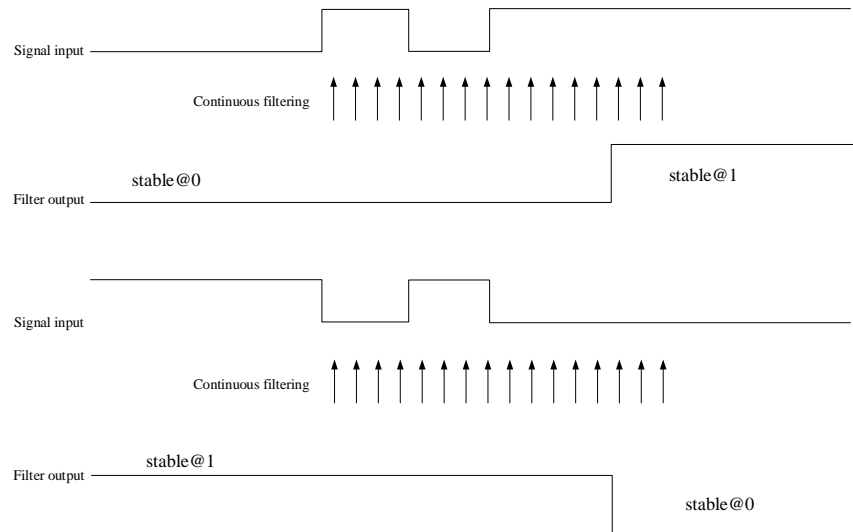 Signal input
Continuous filtering
stable@0
stable@1
Filter output
Signal input
Continuous filtering
stable@1
Filter output
stable@0